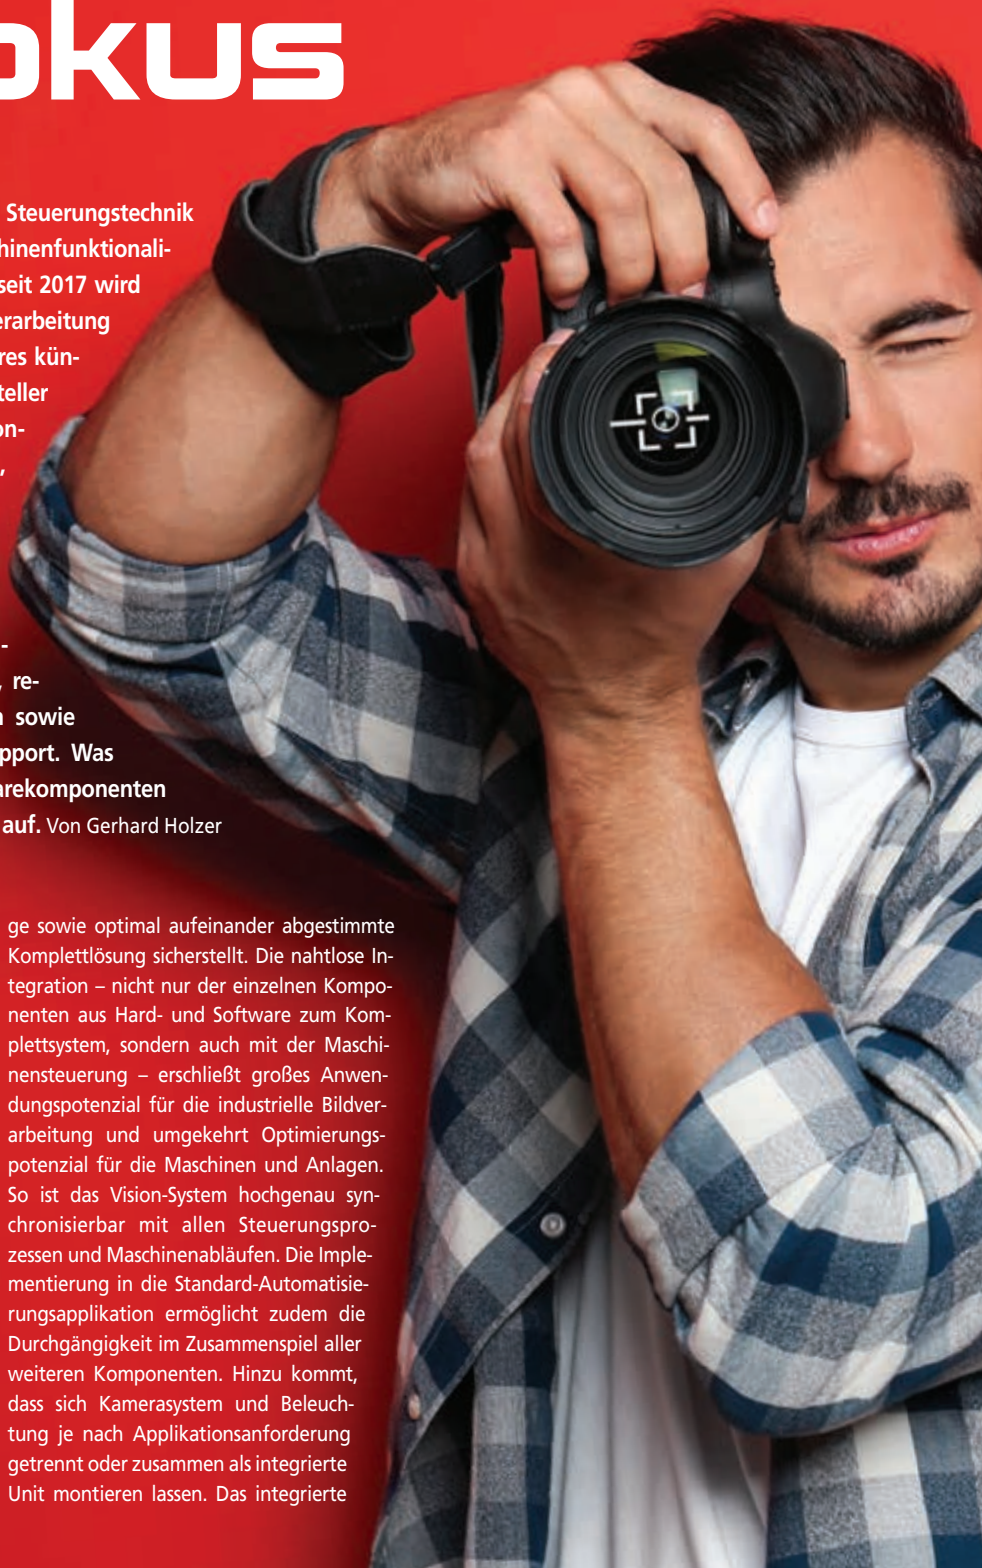 okus
Steuerungstechnik
hinenfunktionali-
seit 2017 wird
erarbeitung
res kün-
teller
on-
,
-
, re-
n sowie
pport. Was
arekomponenten
auf. Von Gerhard Holzer
ge sowie optimal aufeinander abgestimmte
Komplettlösung sicherstellt. Die nahtlose In-
tegration – nicht nur der einzelnen Kompo-
nenten aus Hard- und Software zum Kom-
plettsystem, sondern auch mit der Maschi-
nensteuerung – erschließt großes Anwen-
dungspotenzial für die industrielle Bildver-
arbeitung und umgekehrt Optimierungs-
potenzial für die Maschinen und Anlagen.
So ist das Vision-System hochgenau syn-
chronisierbar mit allen Steuerungspro-
zessen und Maschinenabläufen. Die Imple-
mentierung in die Standard-Automatisie-
rungsapplikation ermöglicht zudem die
Durchgängigkeit im Zusammenspiel aller
weiteren Komponenten. Hinzu kommt,
dass sich Kamerasystem und Beleuch-
tung je nach Applikationsanforderung
getrennt oder zusammen als integrierte
Unit montieren lassen. Das integrierte